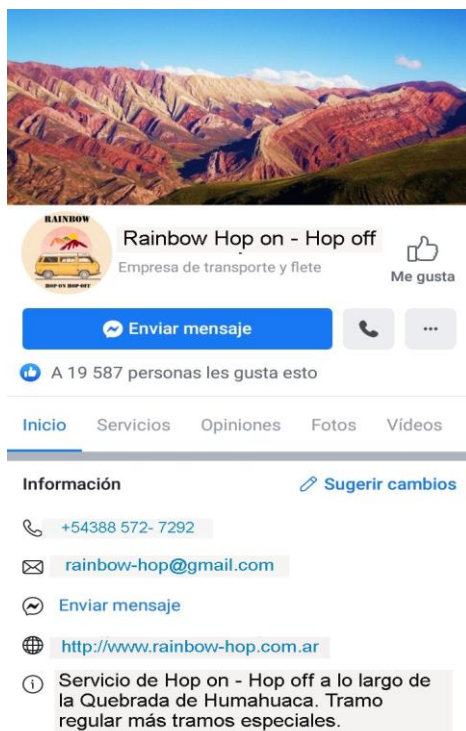 RAINBOW
HOP ON HOP OFF
Rainbow Hop on - Hop off
Empresa de transporte y flete
Me gusta
Enviar mensaje
A 19 587 personas les gusta esto
Inicio Servicios Opiniones Fotos Vídeos
Información
Sugerir cambios
+54388 572- 7292
rainbow-hop@gmail.com
Enviar mensaje
http://www.rainbow-hop.com.ar
Servicio de Hop on - Hop off a lo largo de
la Quebrada de Humahuaca. Tramo
regular más tramos especiales.